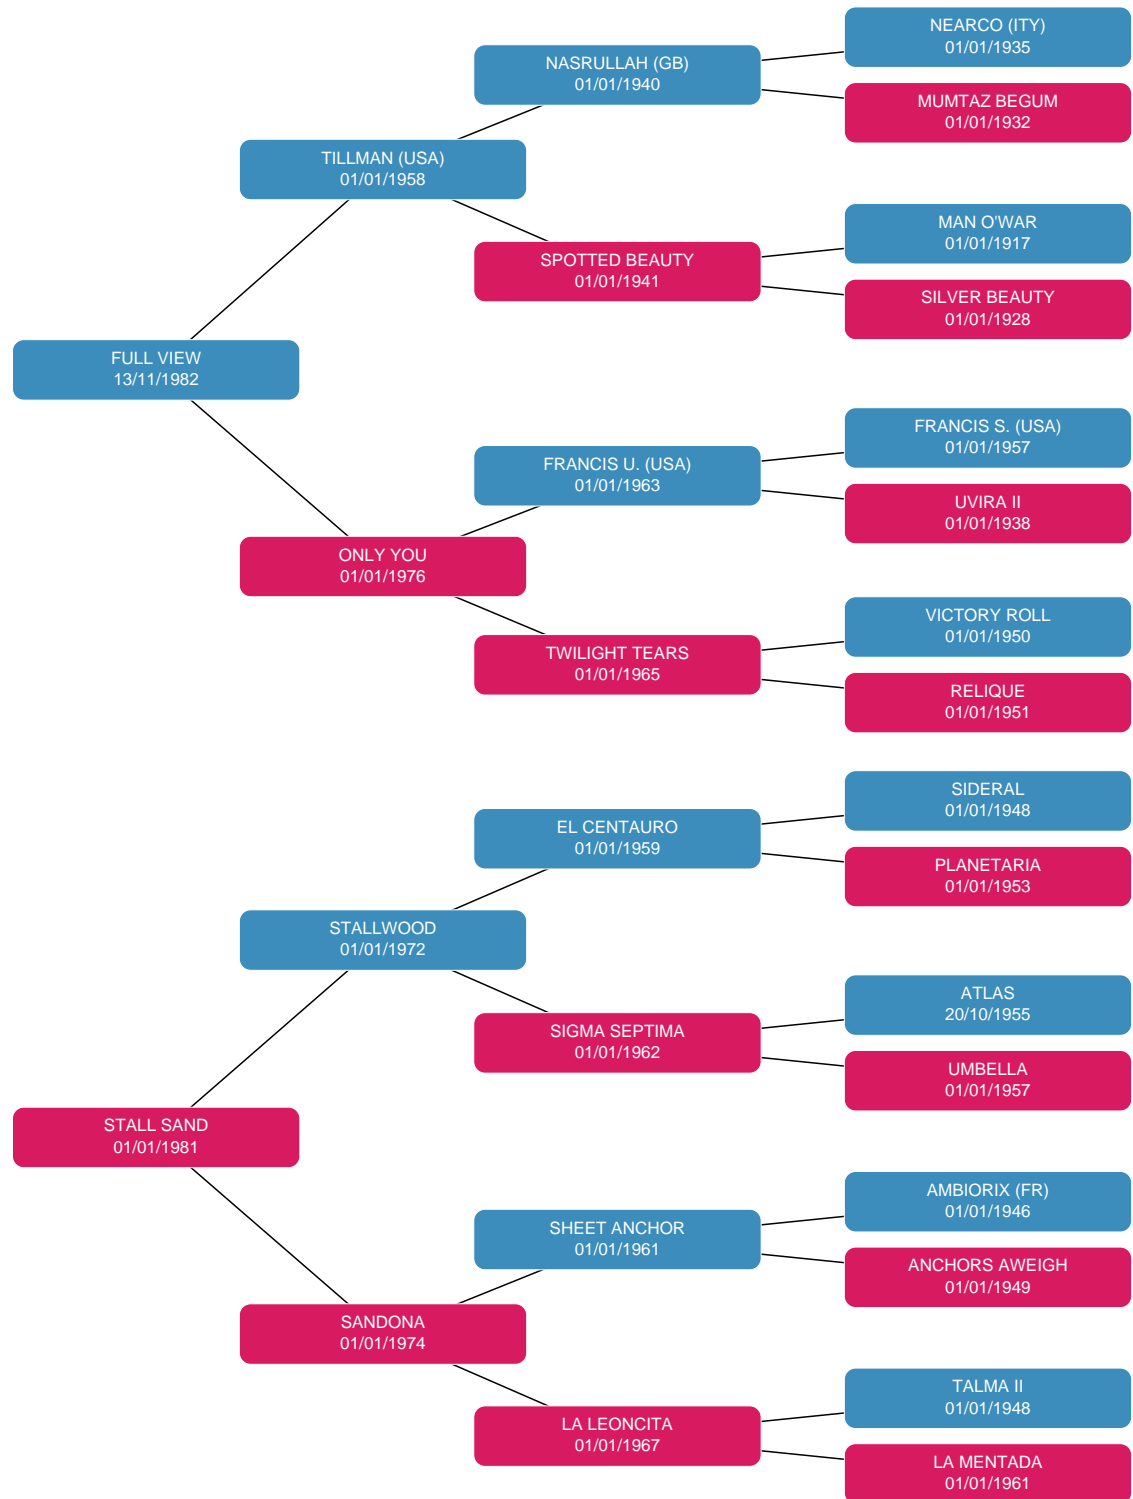 NEARCO (ITY)
01/01/1935
NASRULLAH (GB)
01/01/1940
MUMTAZ BEGUM
01/01/1932
TILLMAN (USA)
01/01/1958
MAN O'WAR
01/01/1917
SPOTTED BEAUTY
01/01/1941
SILVER BEAUTY
01/01/1928
FULL VIEW
13/11/1982
FRANCIS S. (USA)
01/01/1957
FRANCIS U. (USA)
01/01/1963
UVIRA II
01/01/1938
ONLY YOU
01/01/1976
VICTORY ROLL
01/01/1950
TWILIGHT TEARS
01/01/1965
RELIQUE
01/01/1951
SIDERAL
01/01/1948
EL CENTAURO
01/01/1959
PLANETARIA
01/01/1953
STALLWOOD
01/01/1972
ATLAS
20/10/1955
SIGMA SEPTIMA
01/01/1962
UMBELLA
01/01/1957
STALL SAND
01/01/1981
AMBIORIX (FR)
01/01/1946
SHEET ANCHOR
01/01/1961
ANCHORS AWEIGH
01/01/1949
SANDONA
01/01/1974
TALMA II
01/01/1948
LA LEONCITA
01/01/1967
LA MENTADA
01/01/1961